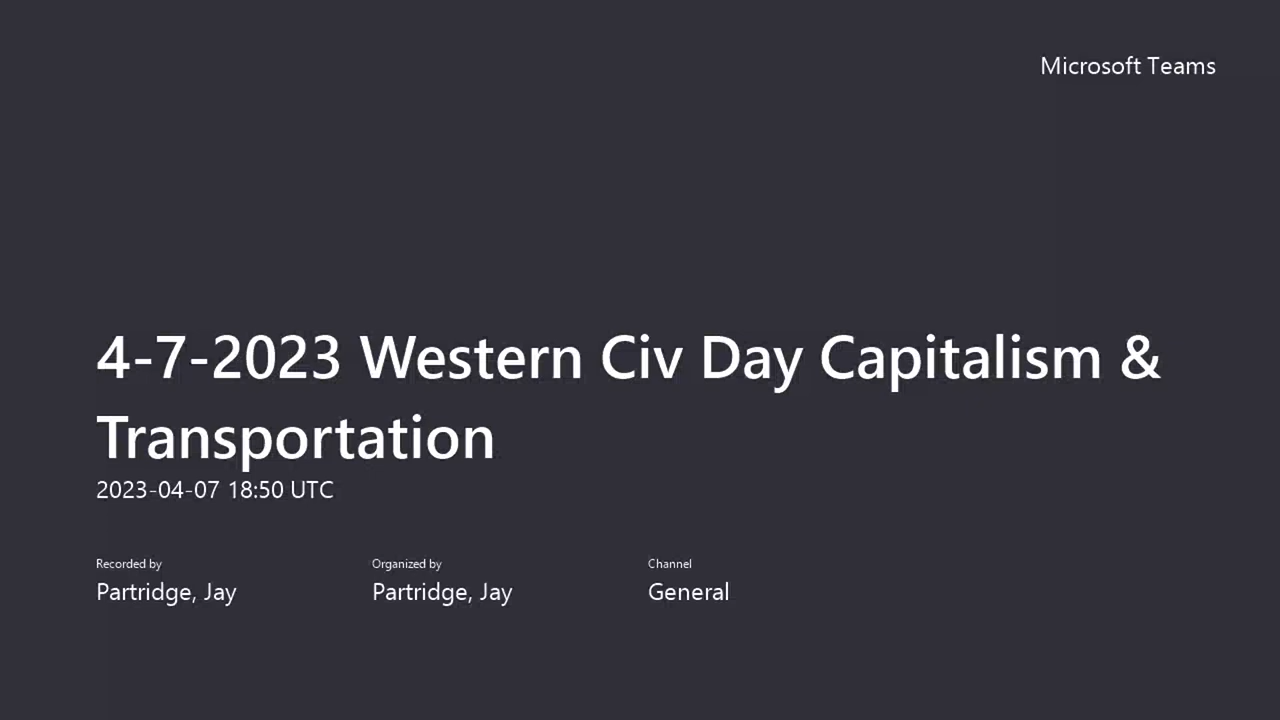 Microsoft Teams
4-7-2023 Western Civ Day Capitalism &
Transportation
2023-04-07 18:50 UTC
Recorded by
Partridge, Jay
Organized by
Partridge, Jay
Channel
General